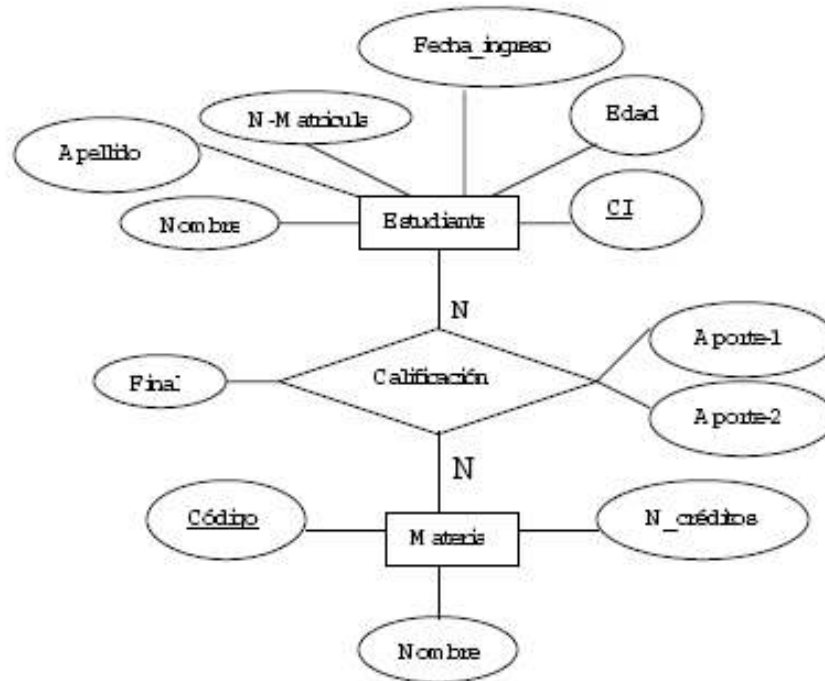 Fecha_ingreso
N-Matricula
Edad
Apellido
Nombre
Estudiante
CI
N
Aporte-1
Final
Calificación
Aporte-2
N
Código
Materia
N_créditos
Nombre